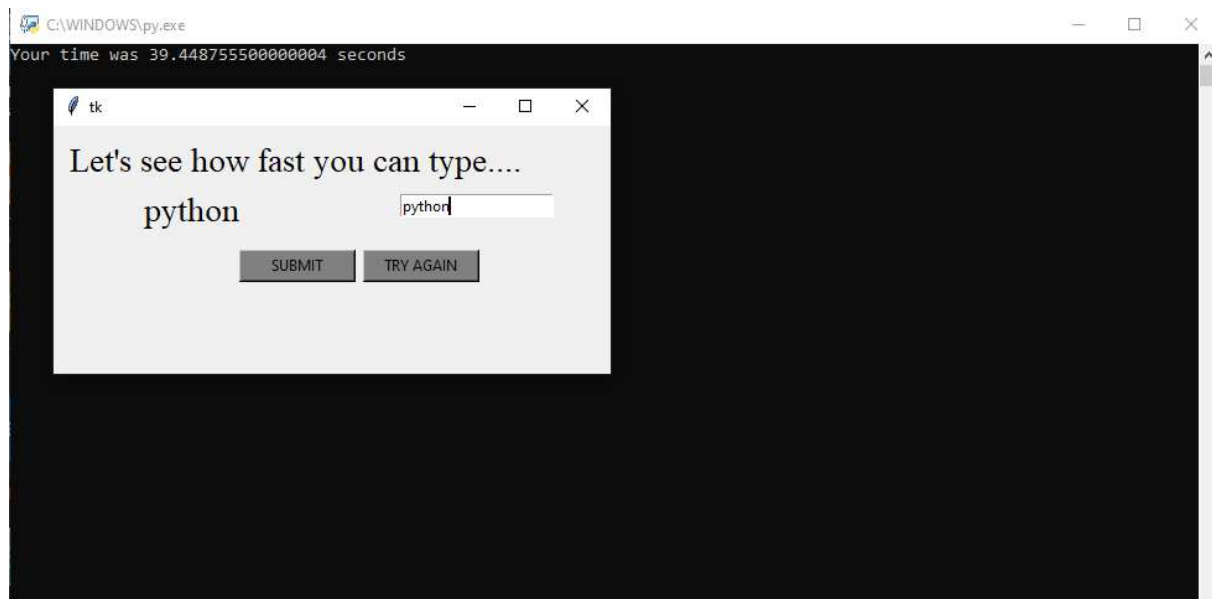 C:\WINDOWS\py.exe
Your time was 39.448755500000004 seconds
tk
Let's see how fast you can type....
python python
SUBMIT TRY AGAIN